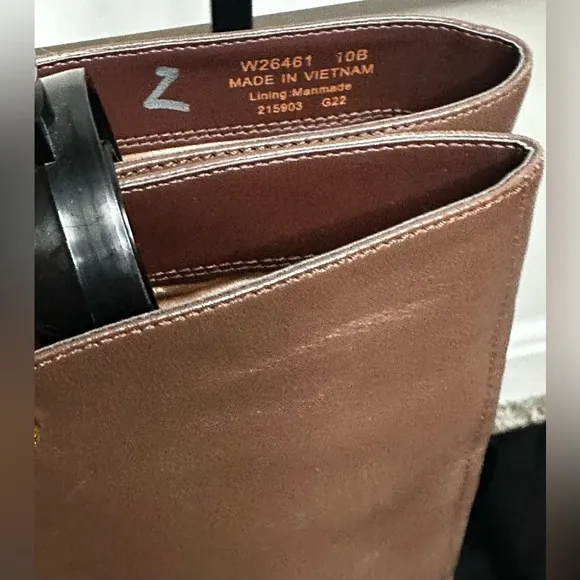 W26461 10B
MADE IN VIETNAM
Lining:Manmade
215903 G22
Z